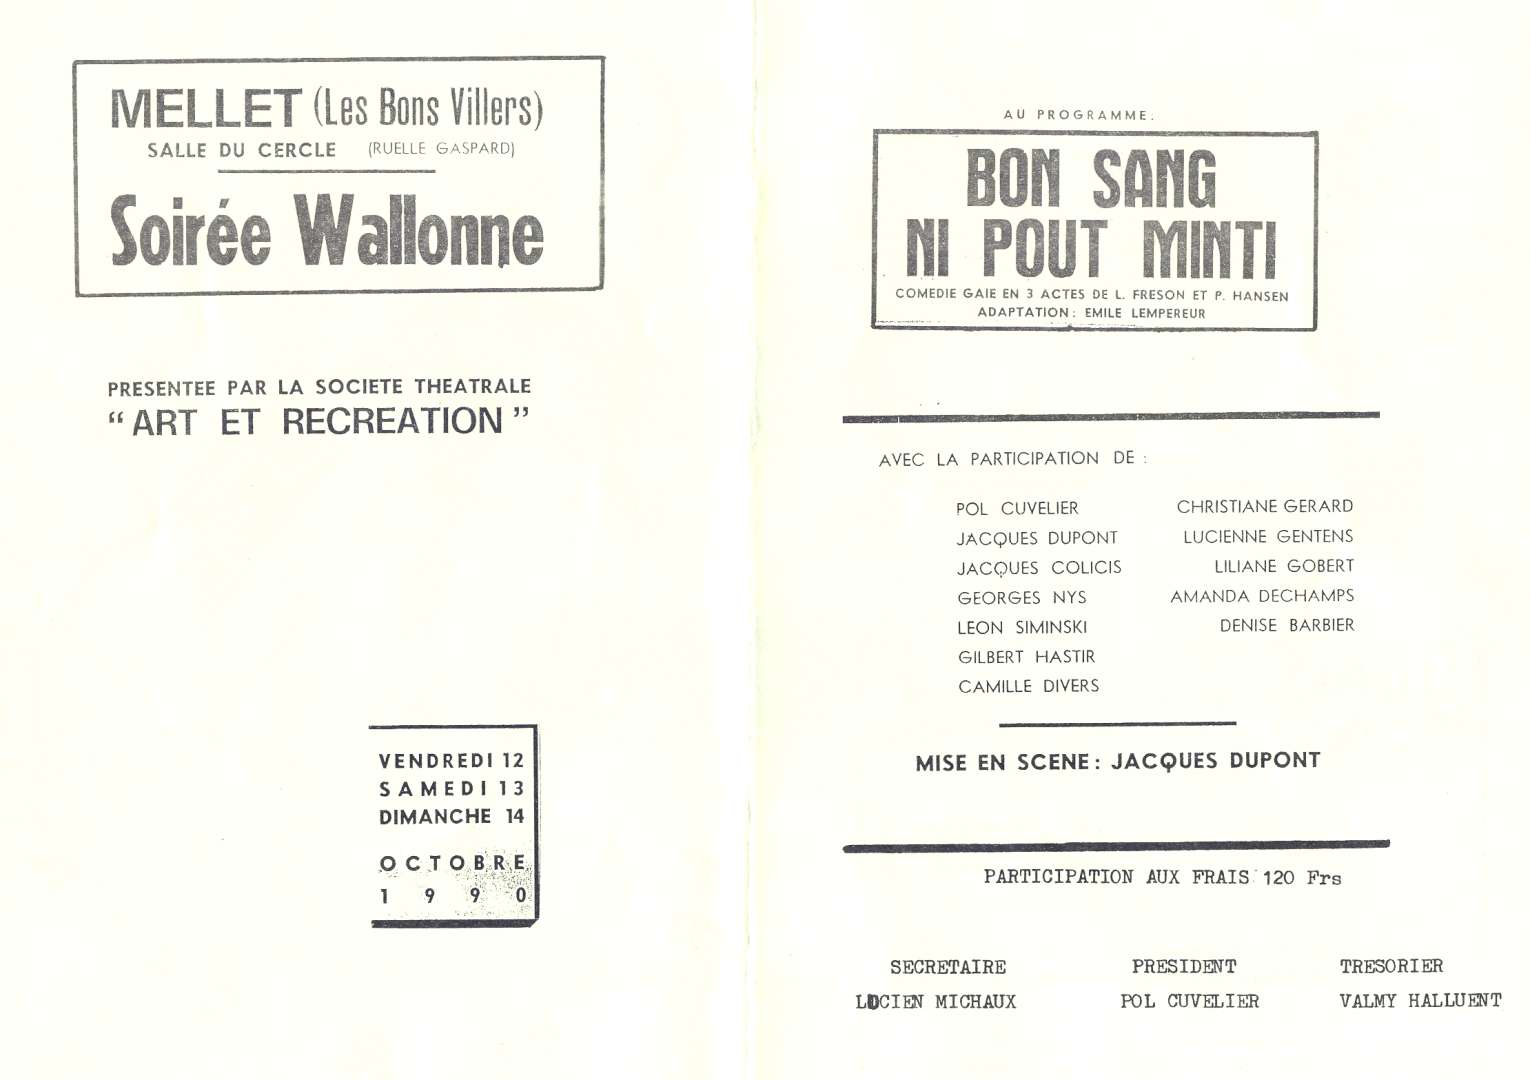 MELLET (Les Bons Villers)
SALLE DU CERCLE (RUELLE GASPARD)
Soirée Wallonne
PRESENTEE PAR LA SOCIETE THEATRALE
“ART ET RECREATION”
VENDREDI 12
SAMEDI 13
DIMANCHE 14
OCTOBRE
1990
AU PROGRAMME.
BON SANG
NI POUT MINTI
COMEDIE GAIE EN 3 ACTES DE L. FRESON ET P. HANSEN
ADAPTATION: EMILE LEMPEREUR
AVEC LA PARTICIPATION DE :
POL CUVELIER CHRISTIANE GERARD
JACQUES DUPONT LUCIENNE GENTENS
JACQUES COLICIS LILIANE GOBERT
GEORGES NYS AMANDA DECHAMPS
LEON SIMINSKI DENISE BARBIER
GILBERT HASTIR
CAMILLE DIVERS
MISE EN SCENE: JACQUES DUPONT
PARTICIPATION AUX FRAIS 120 Frs
SECRETAIRE PRESIDENT TRESORIER
LUCIEN MICHAUX POL CUVELIER VALMY HALLUENT